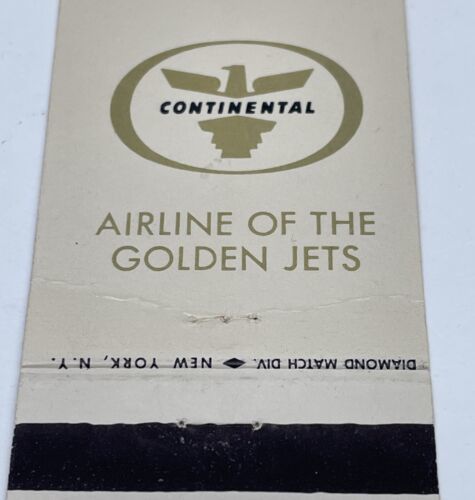 CONTINENTAL
AIRLINE OF THE
GOLDEN JETS
DIAMOND MATCH DIV. NEW YORK, N.Y.